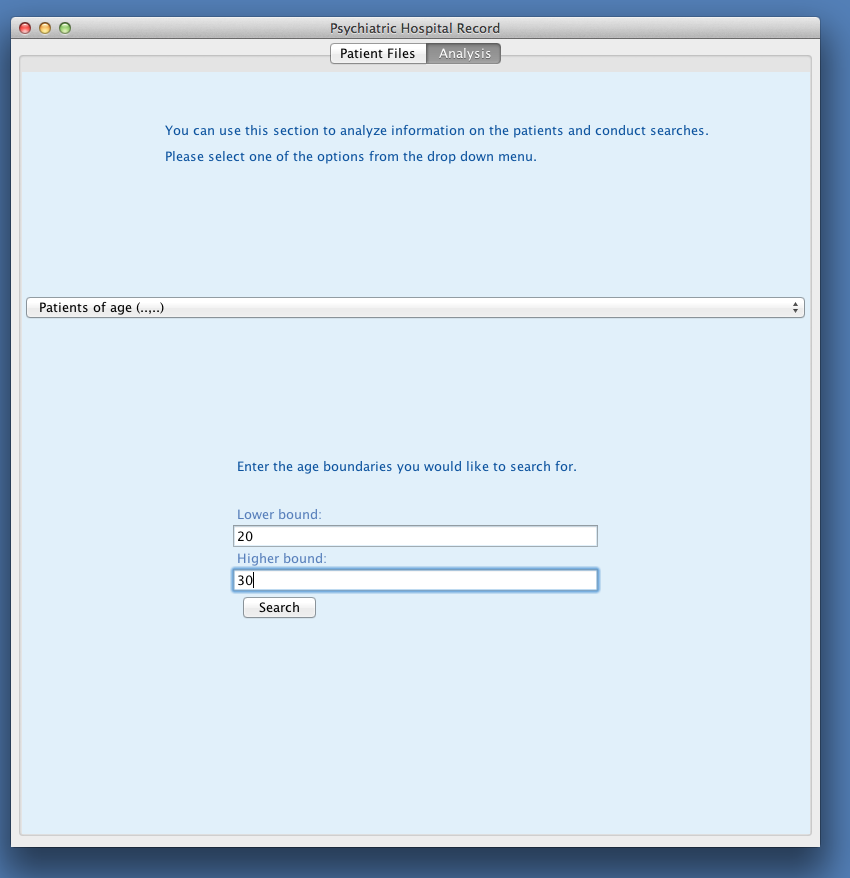 Psychiatric Hospital Record
Patient Files Analysis
You can use this section to analyze information on the patients and conduct searches.
Please select one of the options from the drop down menu.
Patients of age (..,..)
Enter the age boundaries you would like to search for.
Lower bound:
20
Higher bound:
30
Search